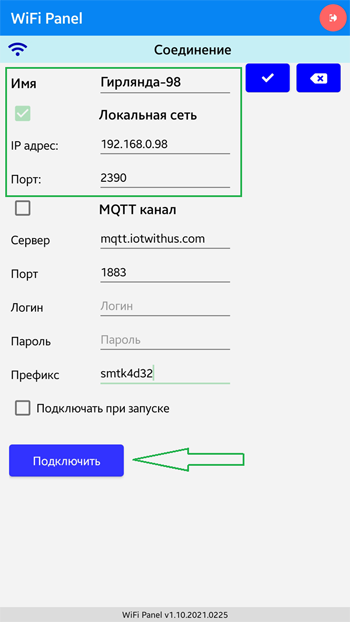 WiFi Panel
Соединение
Имя Гирлянда-98
Локальная сеть
IP адрес: 192.168.0.98
Порт: 2390
MQTT канал
Сервер mqtt.iotwithus.com
Порт 1883
Логин Логин
Пароль Пароль
Префикс smtk4d32
Подключать при запуске
Подключить
WiFi Panel v1.10.2021.0225